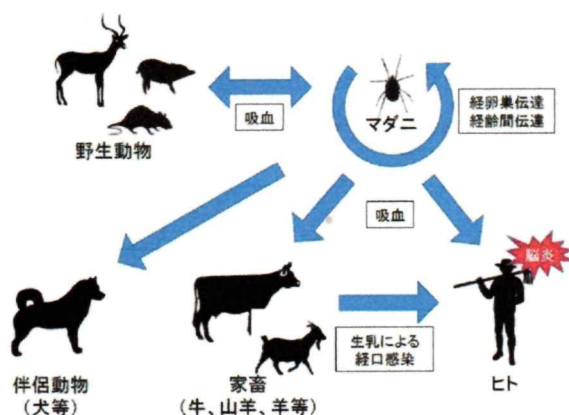 吸血
野生動物
マダニ
経卵巣伝達
経齢間伝達
吸血
脳炎
生乳による
経口感染
伴侶動物
(犬等)
家畜
(牛、山羊、羊等)
ヒト